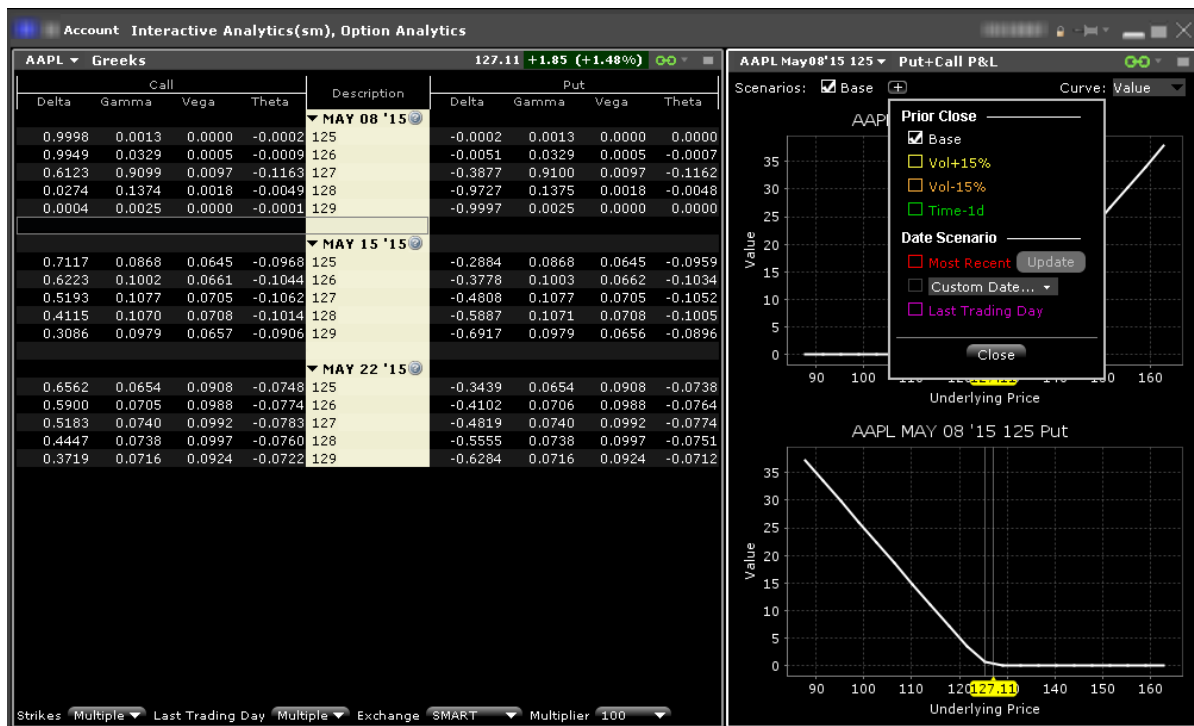 Account Interactive Analytics(sm), Option Analytics
AAPL Greeks 127.11 +1.85 (+1.48%)
Call Description Put
Delta Gamma Vega Theta Delta Gamma Vega Theta
MAY 08 '15
0.9998 0.0013 0.0000 -0.0002 125 -0.0002 0.0013 0.0000 0.0000
0.9949 0.0329 0.0005 -0.0009 126 -0.0051 0.0329 0.0005 -0.0007
0.6123 0.9099 0.0097 -0.1163 127 -0.3877 0.9100 0.0097 -0.1162
0.0274 0.1374 0.0018 -0.0049 128 -0.9727 0.1375 0.0018 -0.0048
0.0004 0.0025 0.0000 -0.0001 129 -0.9997 0.0025 0.0000 0.0000
MAY 15 '15
0.7117 0.0868 0.0645 -0.0968 125 -0.2884 0.0868 0.0645 -0.0959
0.6223 0.1002 0.0661 -0.1044 126 -0.3778 0.1003 0.0662 -0.1034
0.5193 0.1077 0.0705 -0.1062 127 -0.4808 0.1077 0.0705 -0.1052
0.4115 0.1070 0.0708 -0.1014 128 -0.5887 0.1071 0.0708 -0.1005
0.3086 0.0979 0.0657 -0.0906 129 -0.6917 0.0979 0.0656 -0.0896
MAY 22 '15
0.6562 0.0654 0.0908 -0.0748 125 -0.3439 0.0654 0.0908 -0.0738
0.5900 0.0705 0.0988 -0.0774 126 -0.4102 0.0706 0.0988 -0.0764
0.5183 0.0740 0.0992 -0.0783 127 -0.4819 0.0740 0.0992 -0.0774
0.4447 0.0738 0.0997 -0.0760 128 -0.5555 0.0738 0.0997 -0.0751
0.3719 0.0716 0.0924 -0.0722 129 -0.6284 0.0716 0.0924 -0.0712
Strikes Multiple Last Trading Day Multiple Exchange SMART Multiplier 100
AAPL May08'15 125 Put+Call P&L
Scenarios: Base Curve: Value
Prior Close
Base
Vol+15%
Vol-15%
Time-1d
Date Scenario
Most Recent Update
Custom Date...
Last Trading Day
Close
Value
35
30
25
20
15
10
5
0
90 100 160
Underlying Price
AAPL MAY 08 '15 125 Put
Value
35
30
25
20
15
10
5
0
90 100 110 120 127.11 140 150 160
Underlying Price